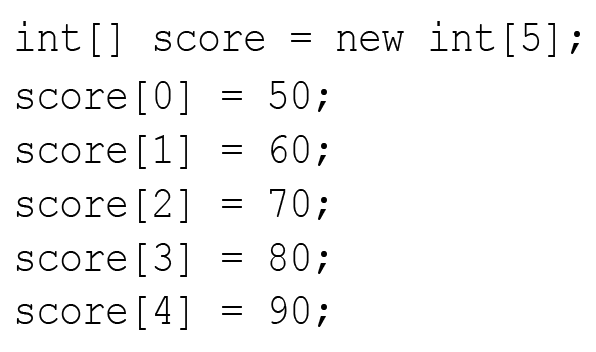 int[] score = new int[5];
score[0] = 50;
score[1] = 60;
score[2] = 70;
score[3] = 80;
score[4] = 90;